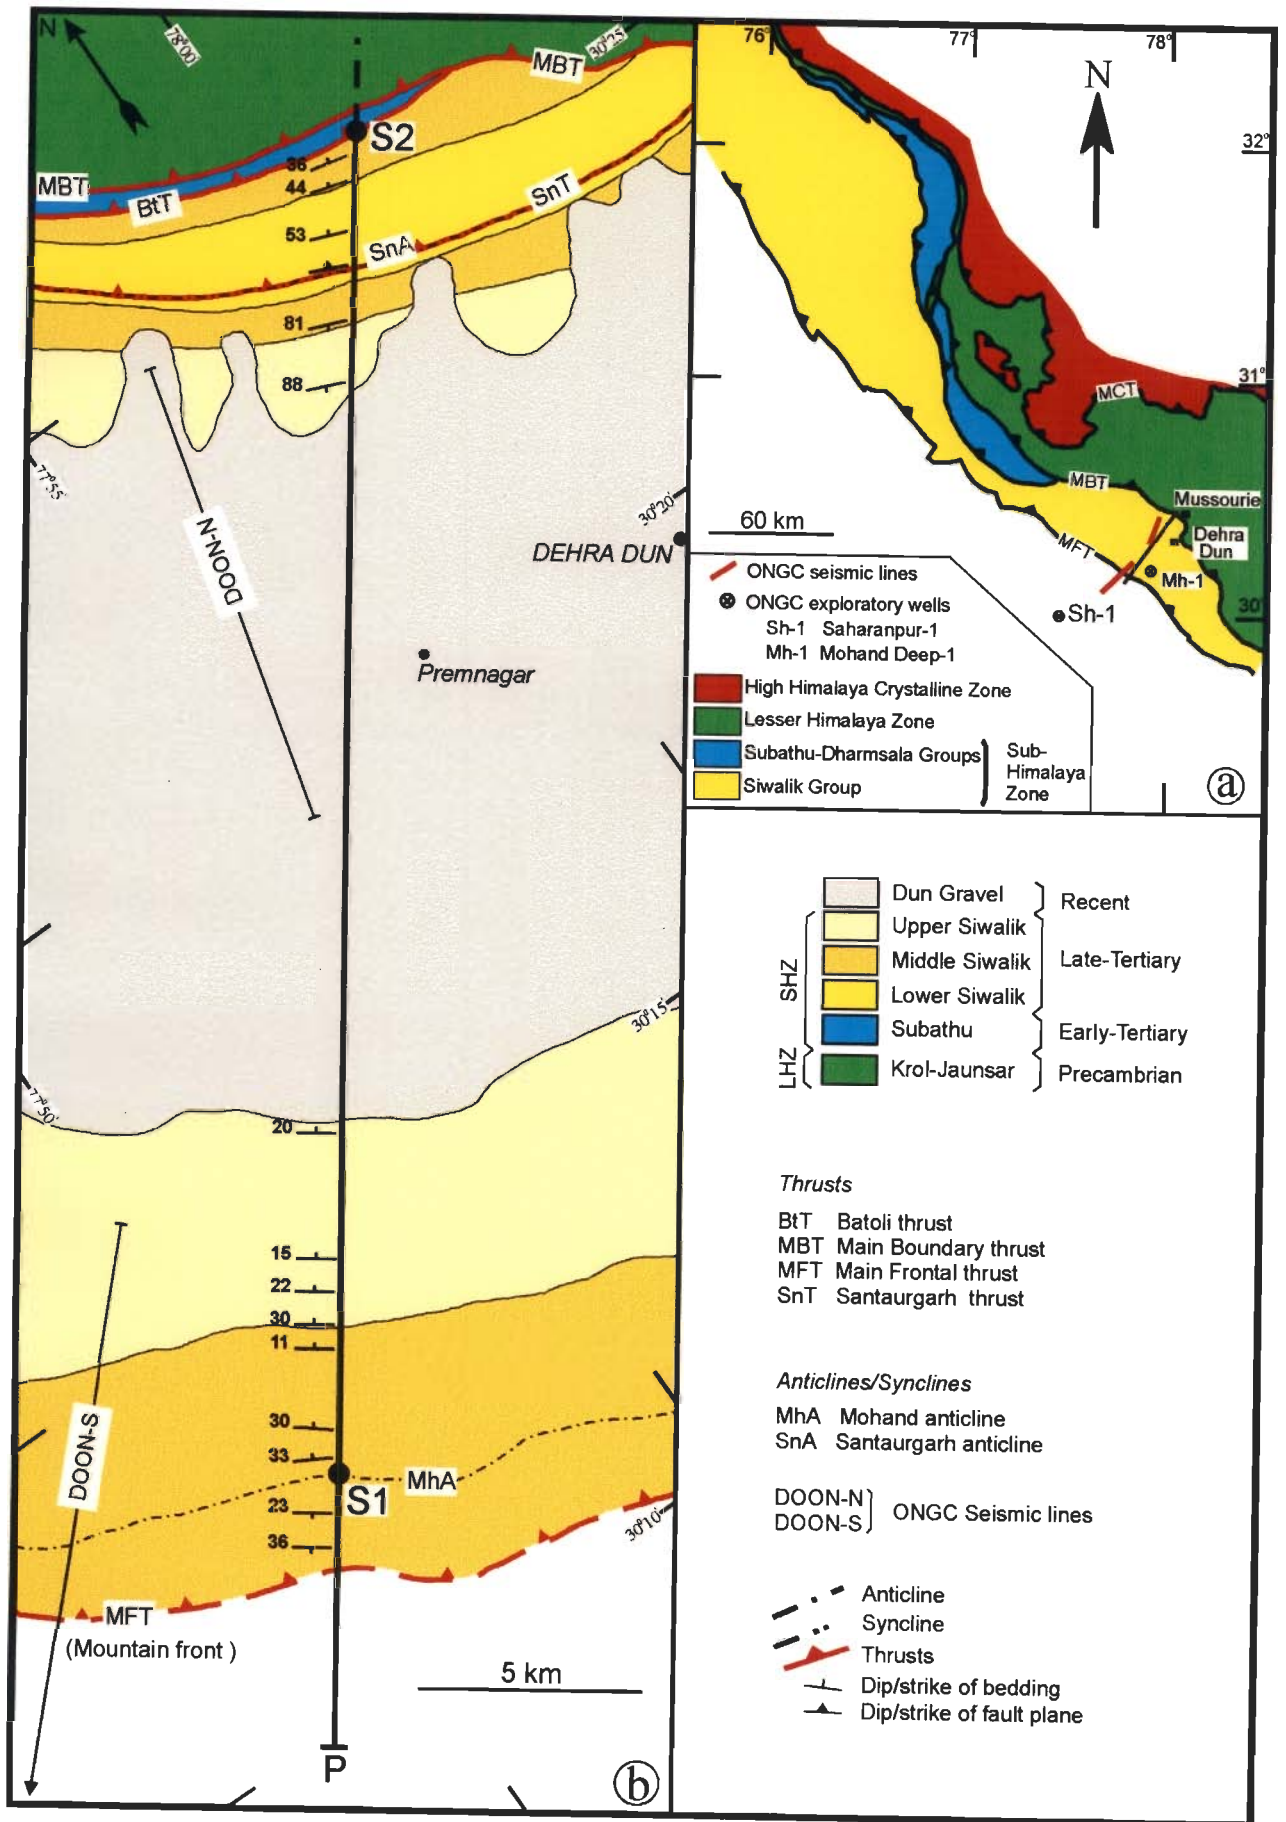 N
78°00'
30°25'
MBT
S2
36
MBT
44
BtT
SnT
53
SnA
81
88
77°55'
DOON-N
30°20'
DEHRA DUN
Premnagar
30°15'
77°50'
20
15
22
30
11
30
DOON-S
33
MhA
S1
23
36
30°10'
MFT
(Mountain front )
5 km
P
b
76°
77°
78°
N
32°
31°
MCT
MBT
Mussourie
60 km
MFT
Dehra
Dun
Mh-1
30°
Sh-1
ONGC seismic lines
ONGC exploratory wells
Sh-1 Saharanpur-1
Mh-1 Mohand Deep-1
High Himalaya Crystalline Zone
Lesser Himalaya Zone
Subathu-Dharmsala Groups
Siwalik Group
Sub-
Himalaya
Zone
a
Dun Gravel
Recent
Upper Siwalik
Middle Siwalik
Late-Tertiary
SHZ
Lower Siwalik
Subathu
Early-Tertiary
LHZ
Krol-Jaunsar
Precambrian
Thrusts
BtT Batoli thrust
MBT Main Boundary thrust
MFT Main Frontal thrust
SnT Santaurgarh thrust
Anticlines/Synclines
MhA Mohand anticline
SnA Santaurgarh anticline
DOON-N
DOON-S
ONGC Seismic lines
Anticline
Syncline
Thrusts
Dip/strike of bedding
Dip/strike of fault plane